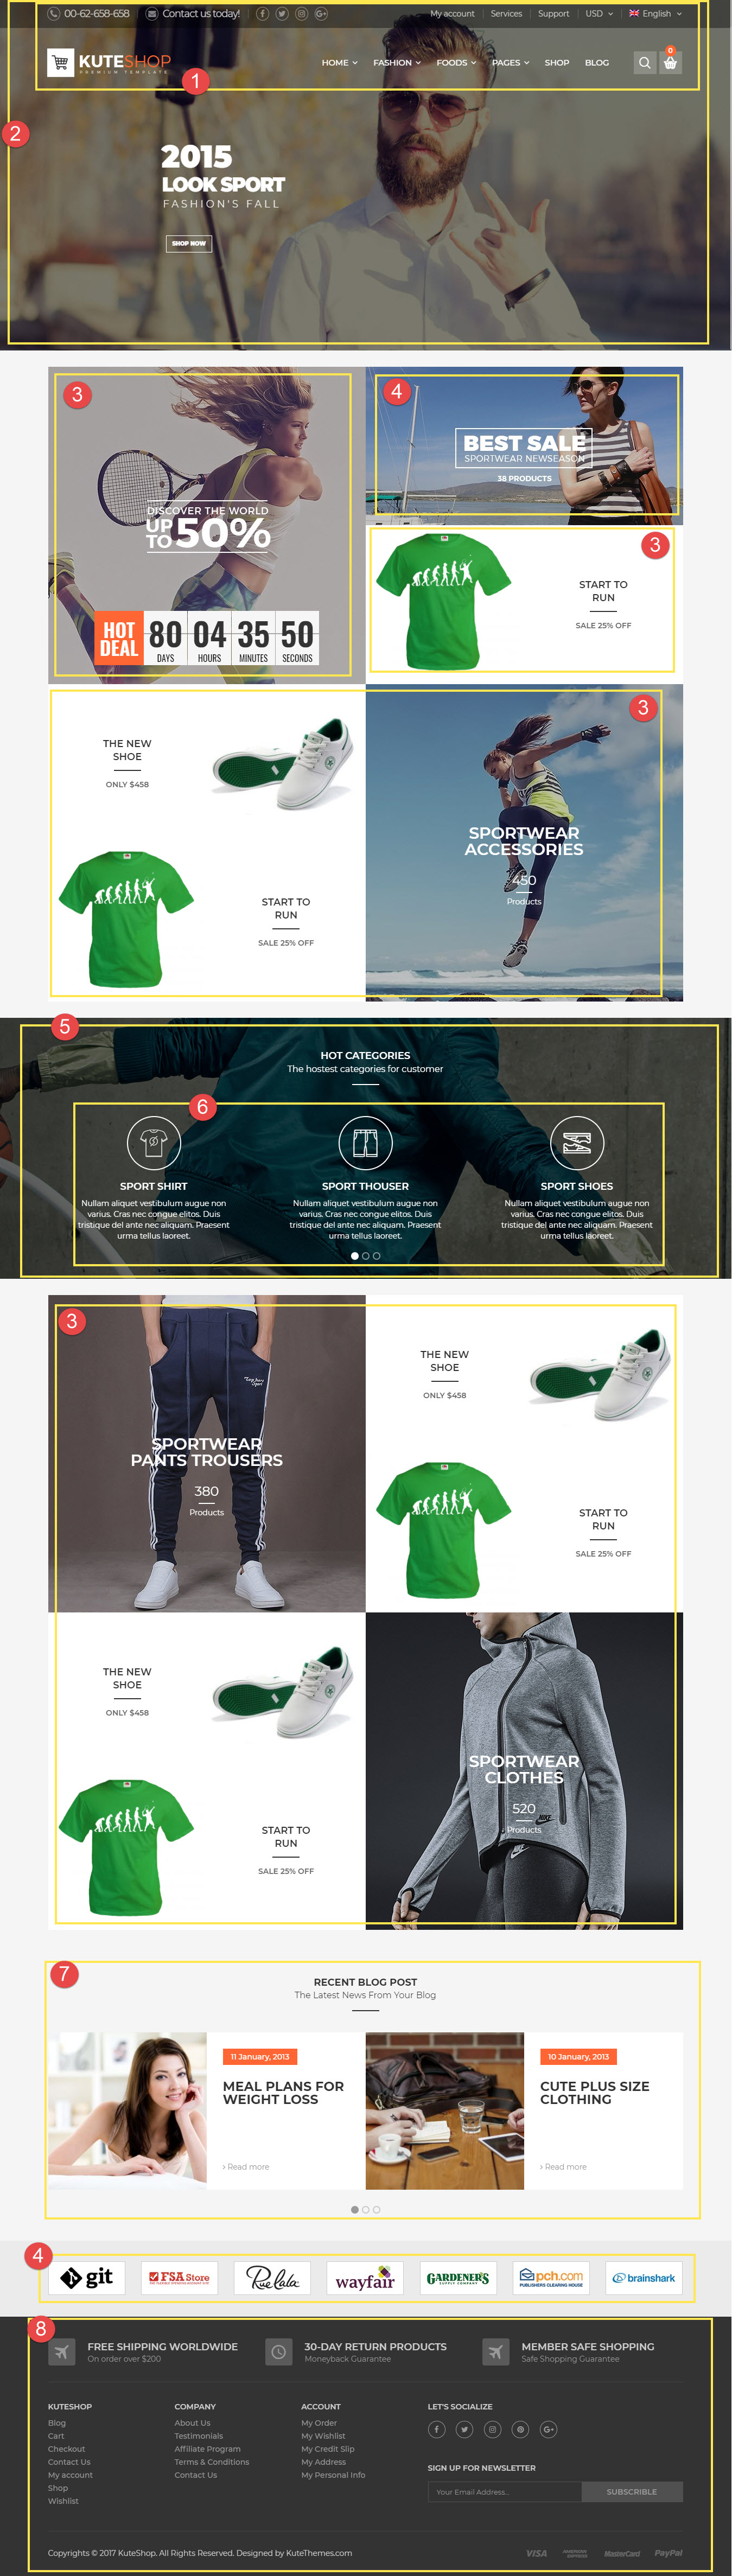 00-62-658-658 Contact us today! My account Services Support USD English
KUTESHOP
PREMIUM TEMPLATE
HOME FASHION FOODS PAGES SHOP BLOG 0
1
2
2015
LOOK SPORT
FASHION'S FALL
SHOP NOW
3
DISCOVER THE WORLD
UP TO 50%
HOT DEAL
80 04 35 50
DAYS HOURS MINUTES SECONDS
4
BEST SALE
SPORTWEAR NEWSEASON
38 PRODUCTS
3
START TO
RUN
SALE 25% OFF
THE NEW
SHOE
ONLY $458
START TO
RUN
SALE 25% OFF
3
SPORTWEAR
ACCESSORIES
450
Products
5
HOT CATEGORIES
The hostest categories for customer
6
SPORT SHIRT
Nullam aliquet vestibulum augue non
varius. Cras nec congue elitos. Duis
tristique del ante nec aliquam. Praesent
urma tellus laoreet.
SPORT THOUSER
Nullam aliquet vestibulum augue non
varius. Cras nec congue elitos. Duis
tristique del ante nec aliquam. Praesent
urma tellus laoreet.
SPORT SHOES
Nullam aliquet vestibulum augue non
varius. Cras nec congue elitos. Duis
tristique del ante nec aliquam. Praesent
urma tellus laoreet.
3
SPORTWEAR
PANTS TROUSERS
380
Products
THE NEW
SHOE
ONLY $458
START TO
RUN
SALE 25% OFF
THE NEW
SHOE
ONLY $458
START TO
RUN
SALE 25% OFF
SPORTWEAR
CLOTHES
520
NIKE
Products
7
RECENT BLOG POST
The Latest News From Your Blog
11 January, 2013
MEAL PLANS FOR
WEIGHT LOSS
› Read more
10 January, 2013
CUTE PLUS SIZE
CLOTHING
› Read more
4
git
FSA Store
Rue La La
wayfair
GARDENER'S
SUPPLY COMPANY
pch.com
PUBLISHERS CLEARING HOUSE
brainshark
8
FREE SHIPPING WORLDWIDE
On order over $200
30-DAY RETURN PRODUCTS
Moneyback Guarantee
MEMBER SAFE SHOPPING
Safe Shopping Guarantee
KUTESHOP
Blog
Cart
Checkout
Contact Us
My account
Shop
Wishlist
COMPANY
About Us
Testimonials
Affiliate Program
Terms & Conditions
Contact Us
ACCOUNT
My Order
My Wishlist
My Credit Slip
My Address
My Personal Info
LET'S SOCIALIZE
SIGN UP FOR NEWSLETTER
Your Email Address... SUBSCRIBLE
Copyrights © 2017 KuteShop. All Rights Reserved. Designed by KuteThemes.com
VISA AMERICAN EXPRESS MasterCard PayPal